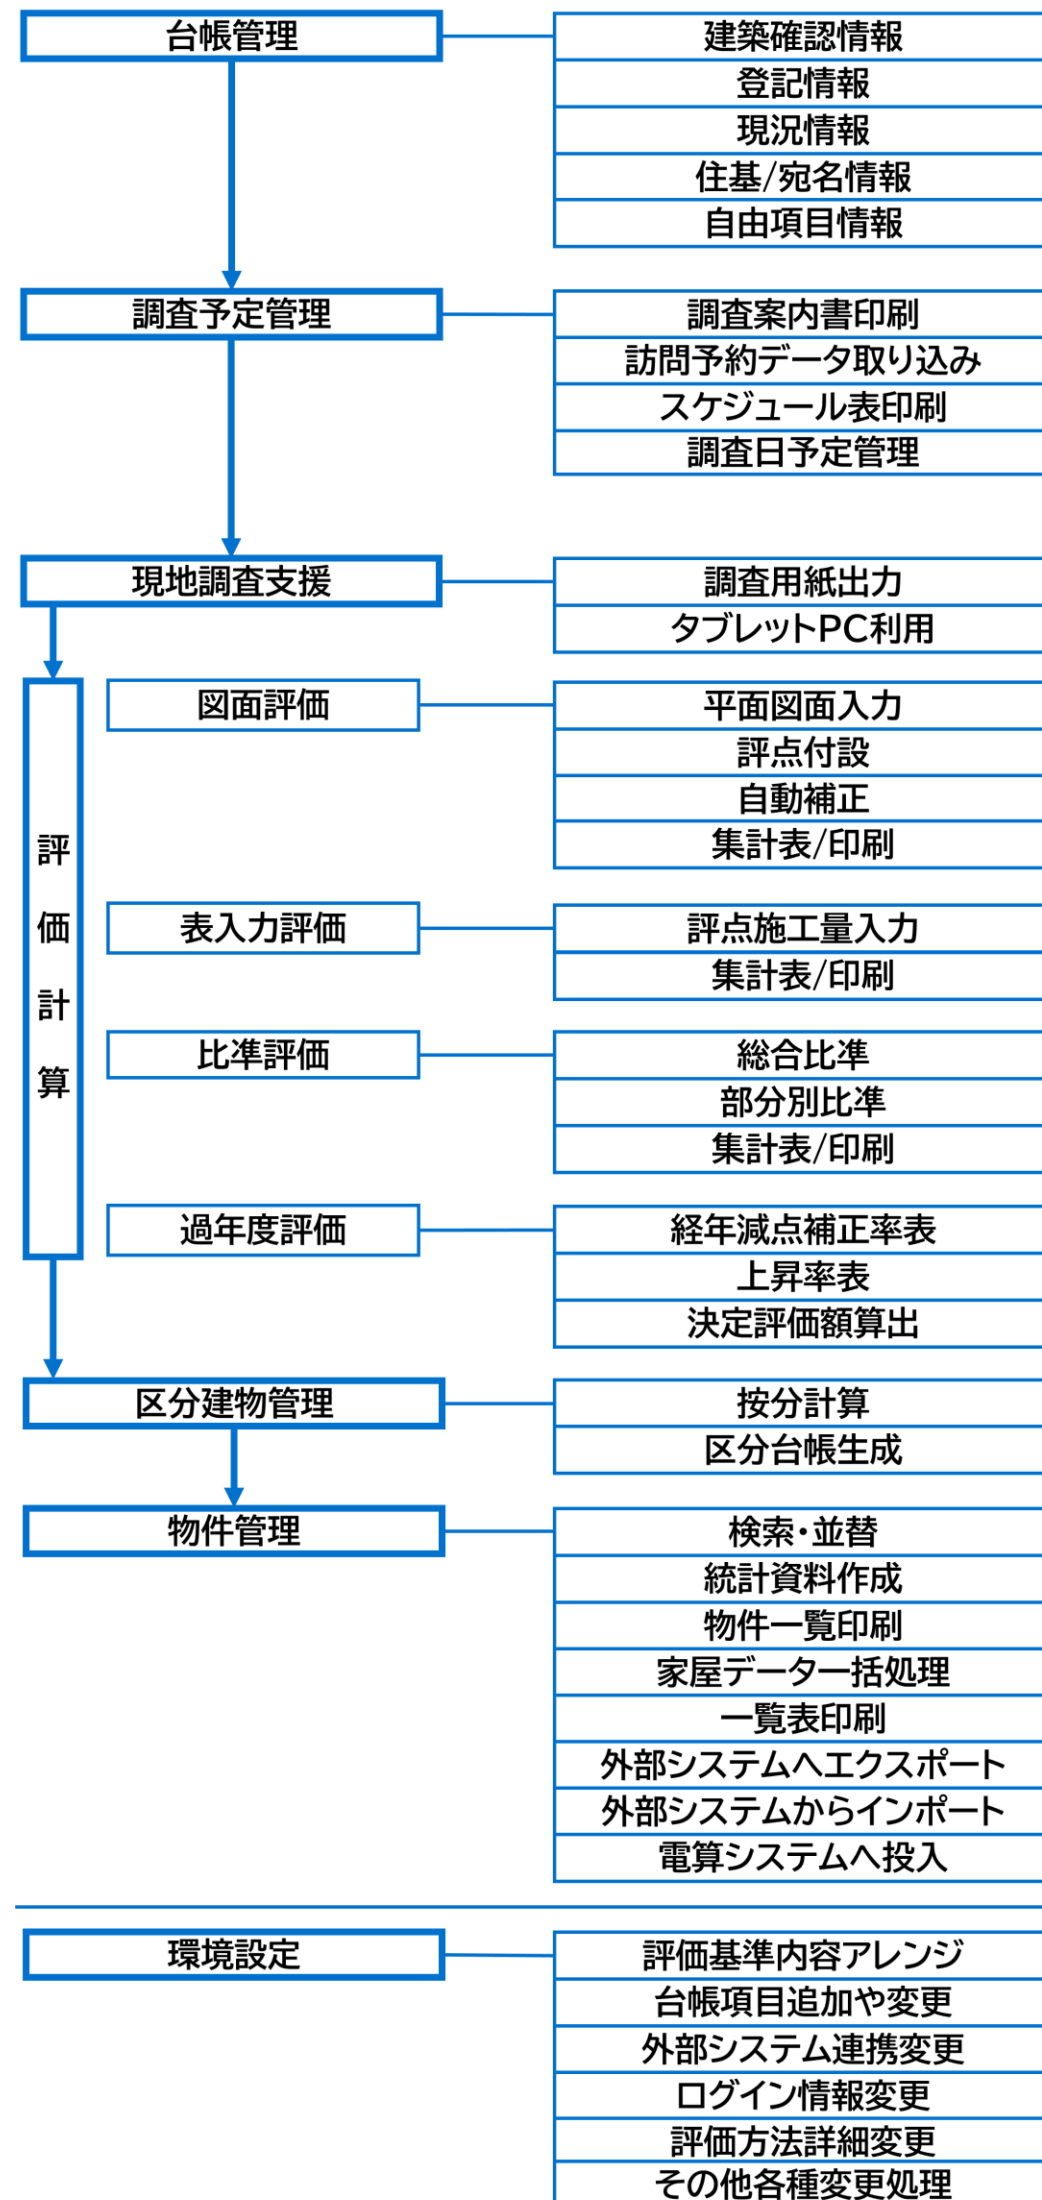 台帳管理
建築確認情報
登記情報
現況情報
住基/宛名情報
自由項目情報
調査予定管理
調査案内書印刷
訪問予約データ取り込み
スケジュール表印刷
調査日予定管理
現地調査支援
調査用紙出力
タブレットPC利用
評価計算
図面評価
平面図面入力
評点付設
自動補正
集計表/印刷
表入力評価
評点施工量入力
集計表/印刷
比準評価
総合比準
部分別比準
集計表/印刷
過年度評価
経年減点補正率表
上昇率表
決定評価額算出
区分建物管理
按分計算
区分台帳生成
物件管理
検索・並替
統計資料作成
物件一覧印刷
家屋データ一括処理
一覧表印刷
外部システムへエクスポート
外部システムからインポート
電算システムへ投入
環境設定
評価基準内容アレンジ
台帳項目追加や変更
外部システム連携変更
ログイン情報変更
評価方法詳細変更
その他各種変更処理